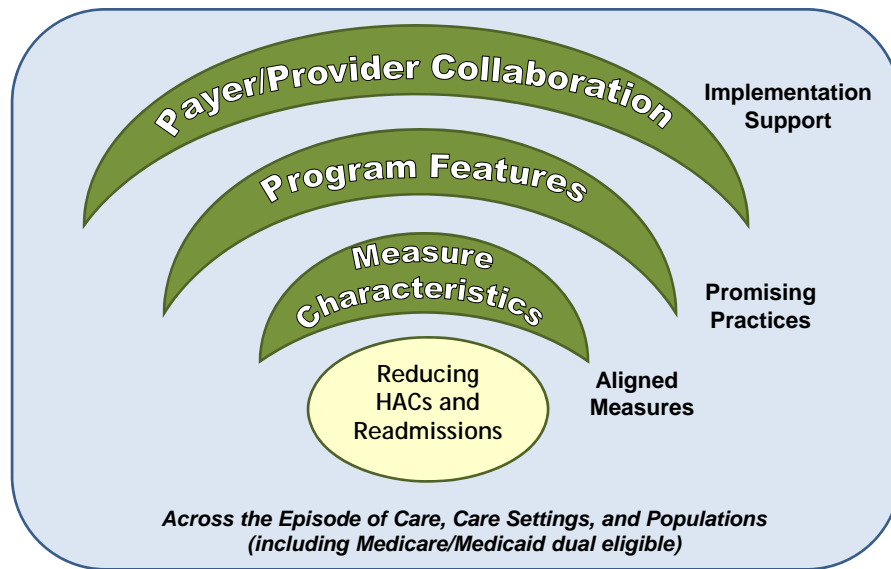 Payer/Provider Collaboration
Implementation
Support
Program Features
Promising
Practices
Measure
Characteristics
Aligned
Measures
Reducing
HACs and
Readmissions
Across the Episode of Care, Care Settings, and Populations
(including Medicare/Medicaid dual eligible)